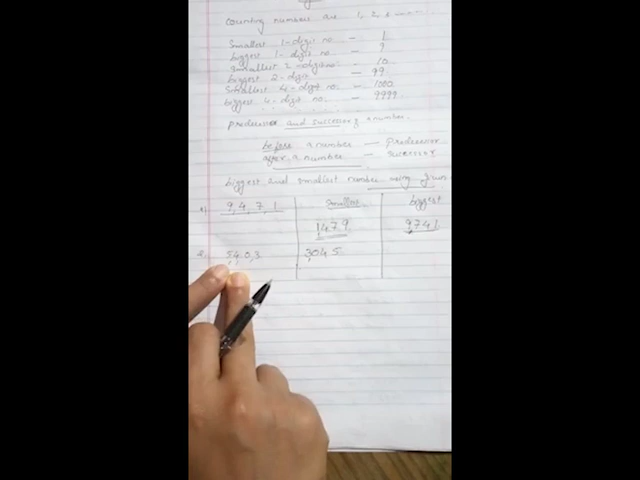 counting numbers are 1, 2,
Smallest 1-digit no. - 1
biggest 1-digit no - 9
Smallest 2-digit no. - 10
biggest 2-digit - 99
Smallest 4-digit no. - 1000
biggest 4-digit no. - 9999
predecessor and successor of a number.
before a number — predecessor
after a number — successor
biggest and smallest number using given
9, 4, 7, 1 Smallest biggest
1479 9741
2. 5,4,0,3 3045